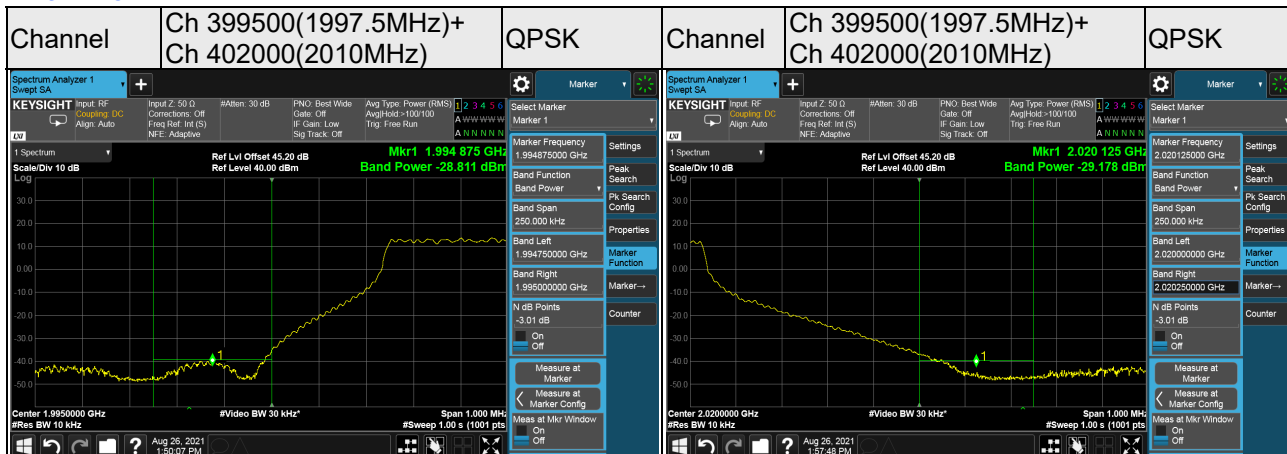 Channel
Ch 399500(1997.5MHz)+
Ch 402000(2010MHz)
QPSK
Channel
Ch 399500(1997.5MHz)+
Ch 402000(2010MHz)
QPSK
Spectrum Analyzer 1
Swept SA
+
Marker
KEYSIGHT
LXI
Input: RF
Coupling: DC
Align: Auto
Input Z: 50 Ω
Corrections: Off
Freq Ref: Int (S)
NFE: Adaptive
#Atten: 30 dB
PNO: Best Wide
Gate: Off
IF Gain: Low
Sig Track: Off
Avg Type: Power (RMS)
Avg|Hold:>100/100
Trig: Free Run
1 2 3 4 5 6
A W W W W W
A N N N N N
Select Marker
Marker 1
1 Spectrum
Scale/Div 10 dB
Log
Ref Lvl Offset 45.20 dB
Ref Level 40.00 dBm
Mkr1 1.994 875 GHz
Band Power -28.811 dBm
30.0
20.0
10.0
0.00
-10.0
-20.0
-30.0
-40.0
-50.0
1
Center 1.9950000 GHz
#Res BW 10 kHz
#Video BW 30 kHz*
Span 1.000 MHz
#Sweep 1.00 s (1001 pts
Marker Frequency
1.994875000 GHz
Band Function
Band Power
Band Span
250.000 kHz
Band Left
1.994750000 GHz
Band Right
1.995000000 GHz
N dB Points
-3.01 dB
On
Off
Measure at
Marker
Measure at
Marker Config
Meas at Mkr Window
On
Off
Settings
Peak
Search
Pk Search
Config
Properties
Marker
Function
Marker→
Counter
?
Aug 26, 2021
1:50:07 PM
Spectrum Analyzer 1
Swept SA
+
Marker
KEYSIGHT
LXI
Input: RF
Coupling: DC
Align: Auto
Input Z: 50 Ω
Corrections: Off
Freq Ref: Int (S)
NFE: Adaptive
#Atten: 30 dB
PNO: Best Wide
Gate: Off
IF Gain: Low
Sig Track: Off
Avg Type: Power (RMS)
Avg|Hold:>100/100
Trig: Free Run
1 2 3 4 5 6
A W W W W W
A N N N N N
Select Marker
Marker 1
1 Spectrum
Scale/Div 10 dB
Log
Ref Lvl Offset 45.20 dB
Ref Level 40.00 dBm
Mkr1 2.020 125 GHz
Band Power -29.178 dBm
30.0
20.0
10.0
0.00
-10.0
-20.0
-30.0
-40.0
-50.0
1
Center 2.0200000 GHz
#Res BW 10 kHz
#Video BW 30 kHz*
Span 1.000 MHz
#Sweep 1.00 s (1001 pts
Marker Frequency
2.020125000 GHz
Band Function
Band Power
Band Span
250.000 kHz
Band Left
2.020000000 GHz
Band Right
2.020250000 GHz
N dB Points
-3.01 dB
On
Off
Measure at
Marker
Measure at
Marker Config
Meas at Mkr Window
On
Off
Settings
Peak
Search
Pk Search
Config
Properties
Marker
Function
Marker→
Counter
?
Aug 26, 2021
1:57:48 PM